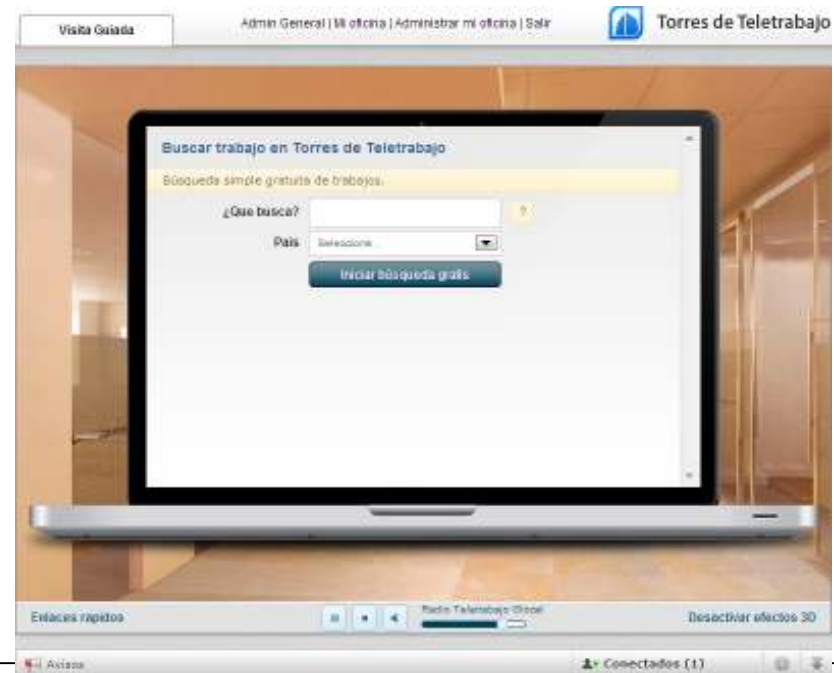 Visita Guiada
Admin General | Mi oficina | Administrar mi oficina | Salir
Torres de Teletrabajo
Buscar trabajo en Torres de Teletrabajo
Búsqueda simple gratuita de trabajos.
¿Que busca?
?
País
Seleccione...
Iniciar búsqueda gratis
Enlaces rapidos
Radio Teletrabajo Global
Desactivar efectos 3D
Avisos
Conectados (1)